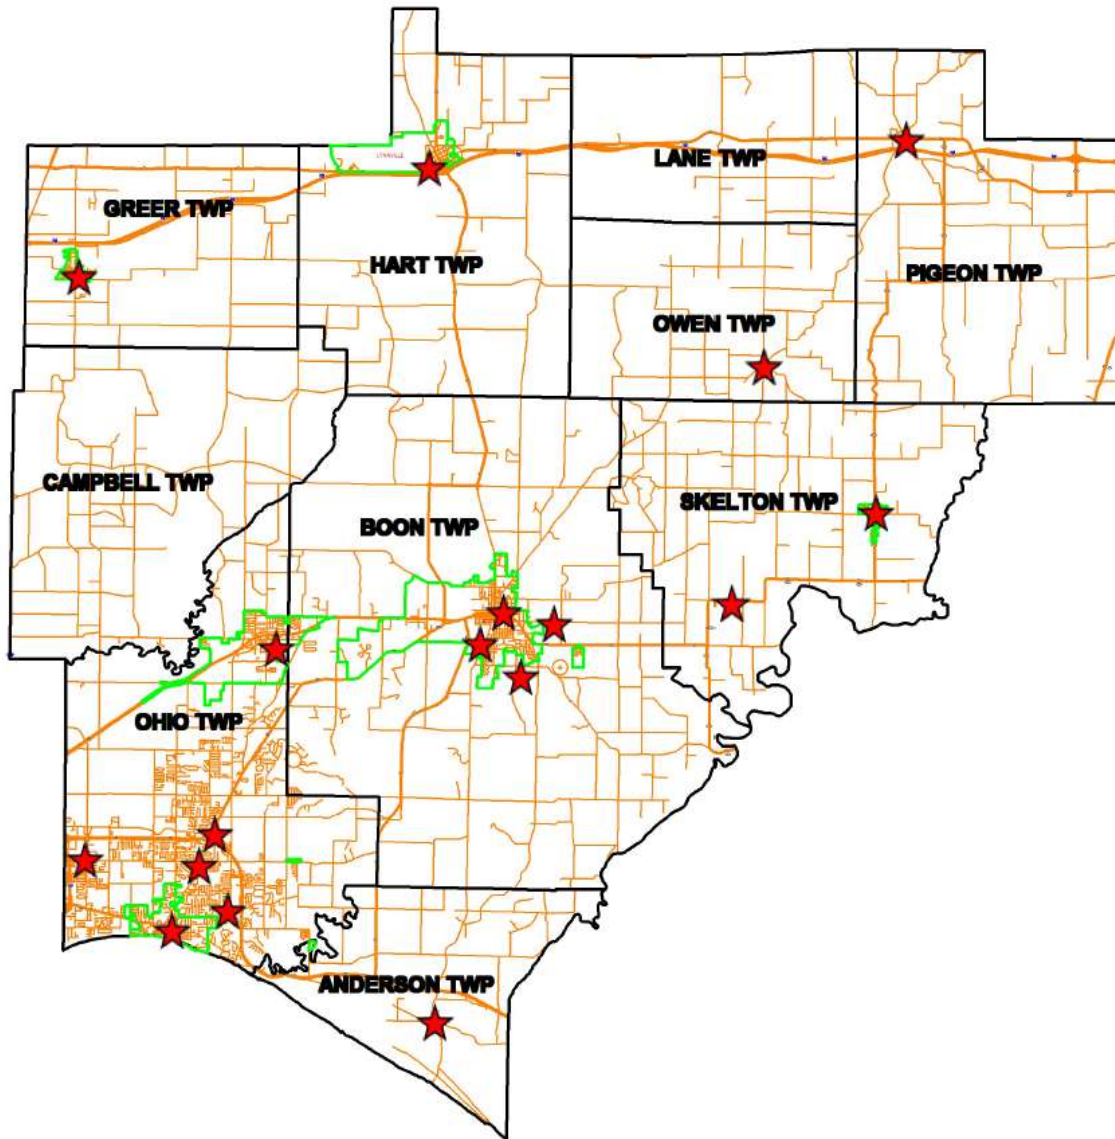 LYNNVILLE
LANE TWP
GREER TWP
HART TWP
PIGEON TWP
OWEN TWP
CAMPBELL TWP
SKELTON TWP
BOON TWP
OHIO TWP
ANDERSON TWP